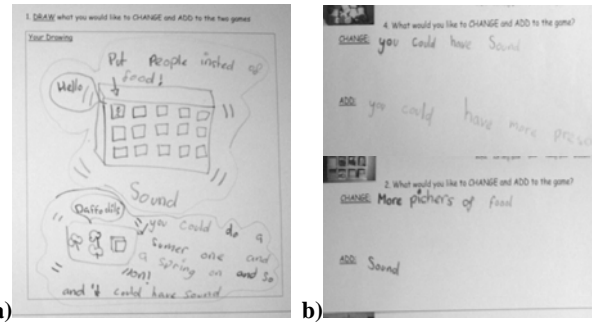 1. DRAW what you would like to CHANGE and ADD to the two games
Your Drawing
Put People insted of
food!
Hello
Sound
Daffodils
you could do a
sumer one and
a spring on and so
on!
and it could have sound
a)
4. What would you like to CHANGE and ADD to the game?
CHANGE: you could have Sound
ADD: you could have more
2. What would you like to CHANGE and ADD to the game?
CHANGE: More pichers of food
ADD: Sound
b)